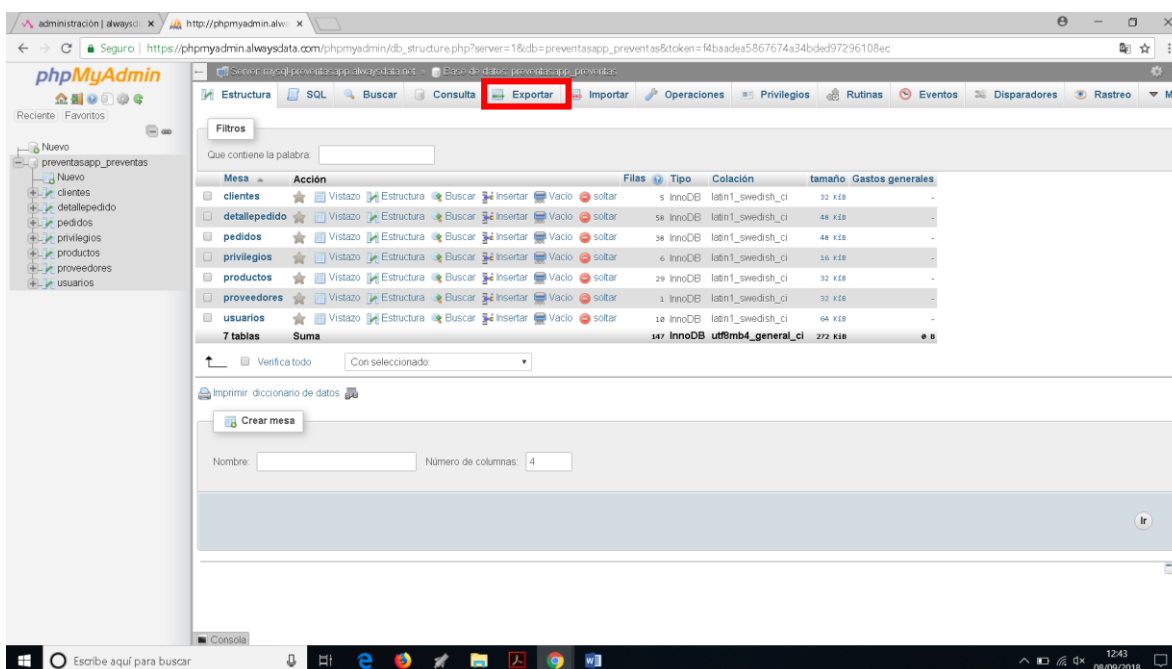 administración | alwaysd
http://phpmyadmin.alwa
Seguro | https://phpmyadmin.alwaysdata.com/phpmyadmin/db_structure.php?server=1&db=preventasapp_preventas&token=f4baadea5867674a34bded97296108ec
phpMyAdmin
Reciente Favoritos
Nuevo
preventasapp_preventas
Nuevo
clientes
detallepedido
pedidos
privilegios
productos
proveedores
usuarios
Server: mysql-preventasapp.alwaysdata.net » Base de datos: preventasapp_preventas
Estructura SQL Buscar Consulta Exportar Importar Operaciones Privilegios Rutinas Eventos Disparadores Rastreo M
Filtros
Que contiene la palabra:
Mesa Acción Filas Tipo Colación tamaño Gastos generales
clientes Vistazo Estructura Buscar Insertar Vacío soltar 5 InnoDB latin1_swedish_ci 32 KiB -
detallepedido Vistazo Estructura Buscar Insertar Vacío soltar 58 InnoDB latin1_swedish_ci 48 KiB -
pedidos Vistazo Estructura Buscar Insertar Vacío soltar 38 InnoDB latin1_swedish_ci 48 KiB -
privilegios Vistazo Estructura Buscar Insertar Vacío soltar 6 InnoDB latin1_swedish_ci 16 KiB -
productos Vistazo Estructura Buscar Insertar Vacío soltar 29 InnoDB latin1_swedish_ci 32 KiB -
proveedores Vistazo Estructura Buscar Insertar Vacío soltar 1 InnoDB latin1_swedish_ci 32 KiB -
usuarios Vistazo Estructura Buscar Insertar Vacío soltar 10 InnoDB latin1_swedish_ci 64 KiB -
7 tablas Suma 147 InnoDB utf8mb4_general_ci 272 KiB 0 B
Verifica todo Con seleccionado:
Imprimir diccionario de datos
Crear mesa
Nombre: Número de columnas: 4
Ir
Consola
Escribe aquí para buscar
12:43
08/09/2018